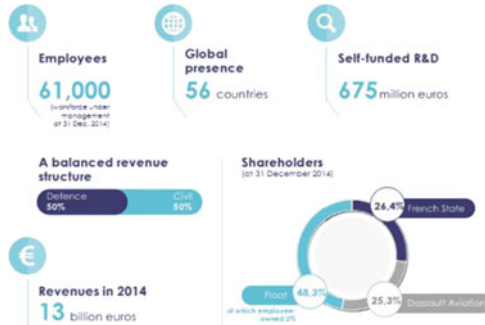 Employees
61,000
(workforce under
management
at 31 Dec. 2014)
Global
presence
56 countries
Self-funded R&D
675 million euros
A balanced revenue
structure
Defence
50%
Civil
50%
€
Revenues in 2014
13 billion euros
Shareholders
(at 31 December 2014)
26,4% French State
Float 48,3%
of which employee-
owned 2%
25,3% Dassault Aviation